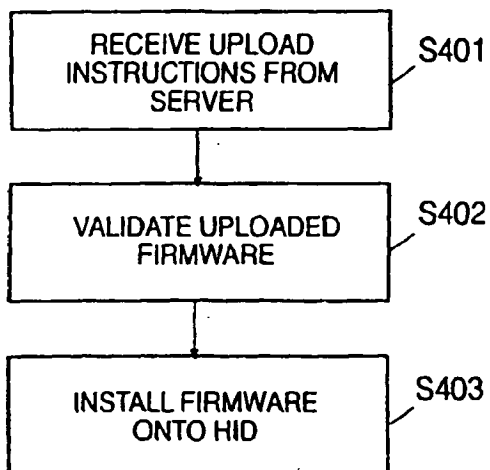 RECEIVE UPLOAD
INSTRUCTIONS FROM
SERVER
S401
VALIDATE UPLOADED
FIRMWARE
S402
INSTALL FIRMWARE
ONTO HID
S403